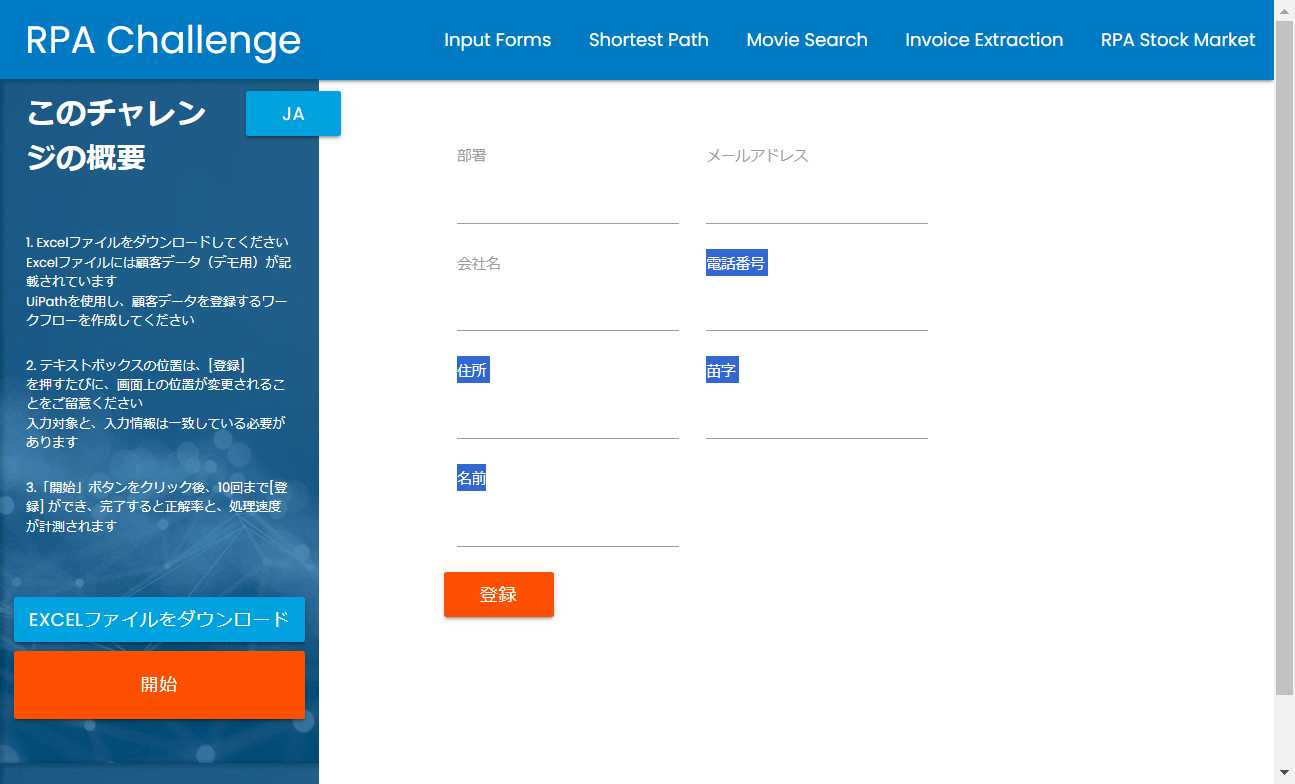 RPA Challenge
Input Forms
Shortest Path
Movie Search
Invoice Extraction
RPA Stock Market
このチャレン
ジの概要
JA
1. Excelファイルをダウンロードしてください
Excelファイルには顧客データ（デモ用）が記
載されています
UiPathを使用し、顧客データを登録するワー
クフローを作成してください
2. テキストボックスの位置は、[登録]
を押すたびに、画面上の位置が変更されるこ
とをご留意ください
入力対象と、入力情報は一致している必要が
あります
3.「開始」ボタンをクリック後、10回まで[登
録] ができ、完了すると正解率と、処理速度
が計測されます
EXCELファイルをダウンロード
開始
部署
メールアドレス
会社名
電話番号
住所
苗字
名前
登録